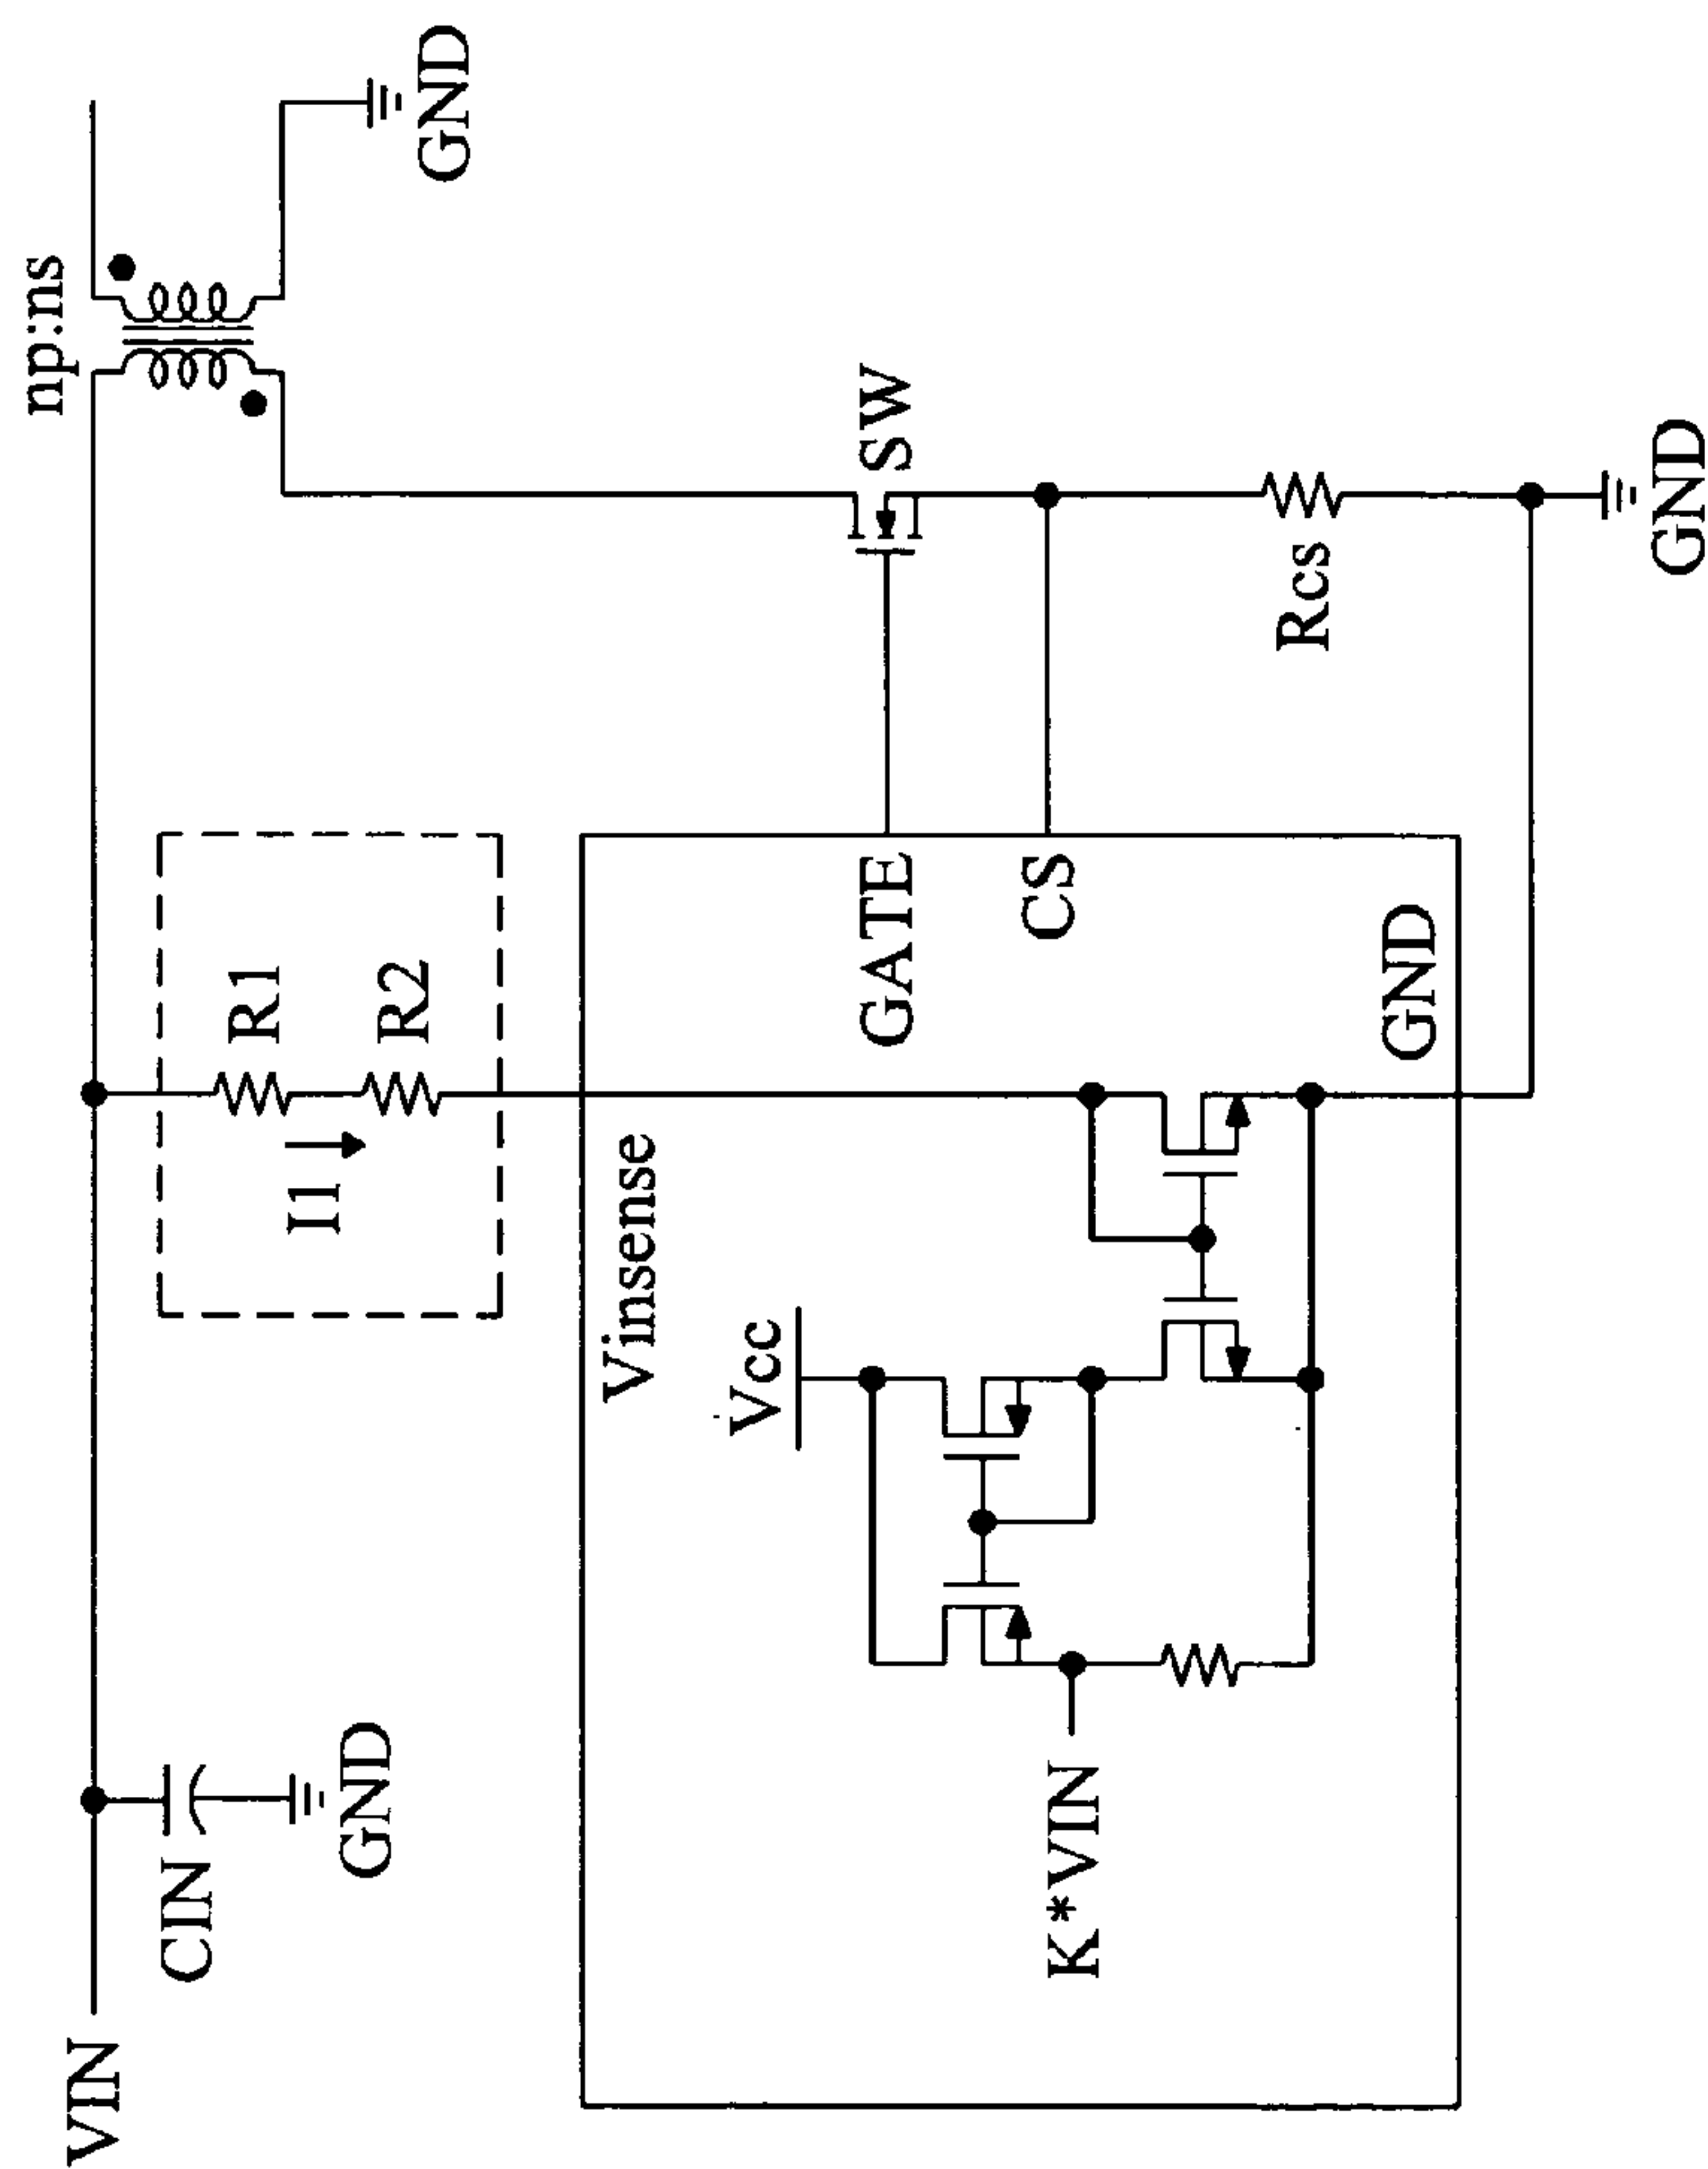 np:ns
VIN
CIN
GND
R1
I1
R2
GND
Vinsense
Vcc
SW
GATE
K*VIN
CS
Rcs
GND
GND